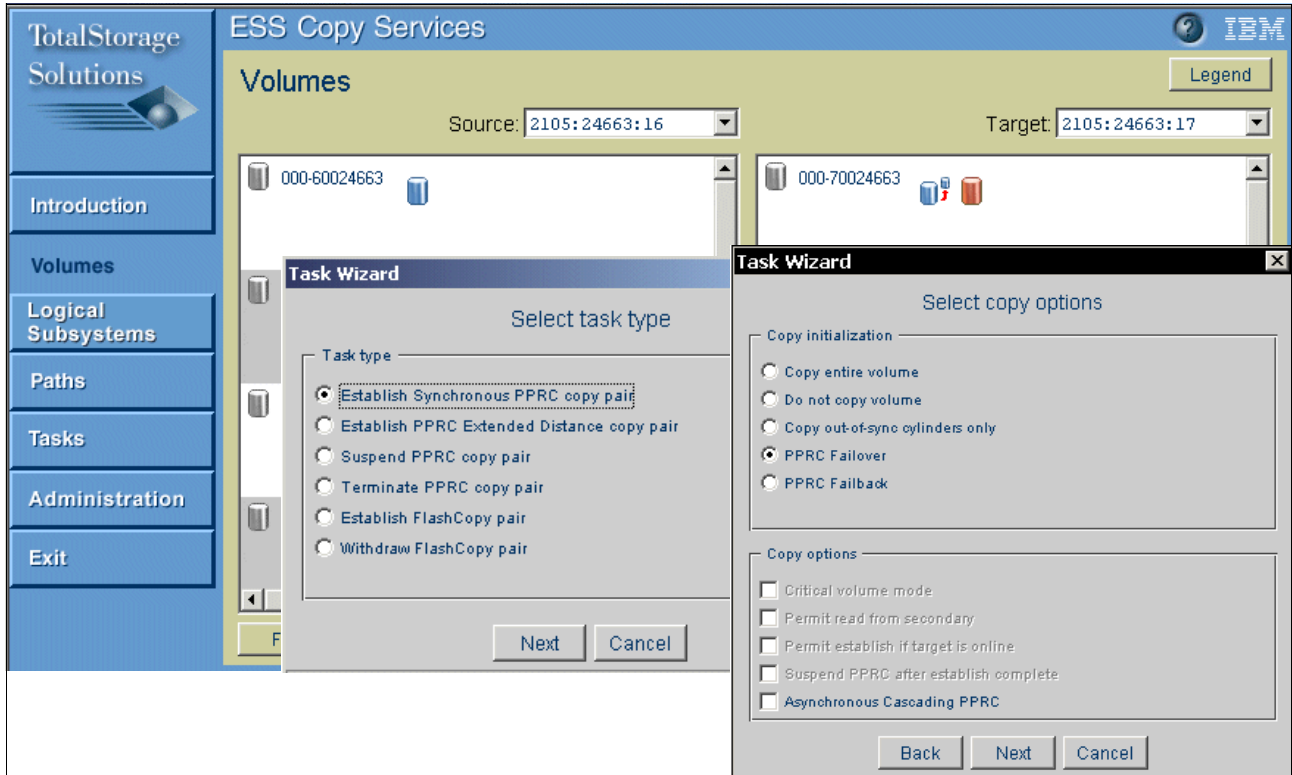 TotalStorage
Solutions
ESS Copy Services
? IBM
Volumes
Legend
Source: 2105:24663:16
Target: 2105:24663:17
000-60024663
000-70024663
Introduction
Volumes
Logical
Subsystems
Paths
Tasks
Administration
Exit
F
Task Wizard
Select task type
Task type
Establish Synchronous PPRC copy pair
Establish PPRC Extended Distance copy pair
Suspend PPRC copy pair
Terminate PPRC copy pair
Establish FlashCopy pair
Withdraw FlashCopy pair
Next
Cancel
Task Wizard
Select copy options
Copy initialization
Copy entire volume
Do not copy volume
Copy out-of-sync cylinders only
PPRC Failover
PPRC Failback
Copy options
Critical volume mode
Permit read from secondary
Permit establish if target is online
Suspend PPRC after establish complete
Asynchronous Cascading PPRC
Back
Next
Cancel